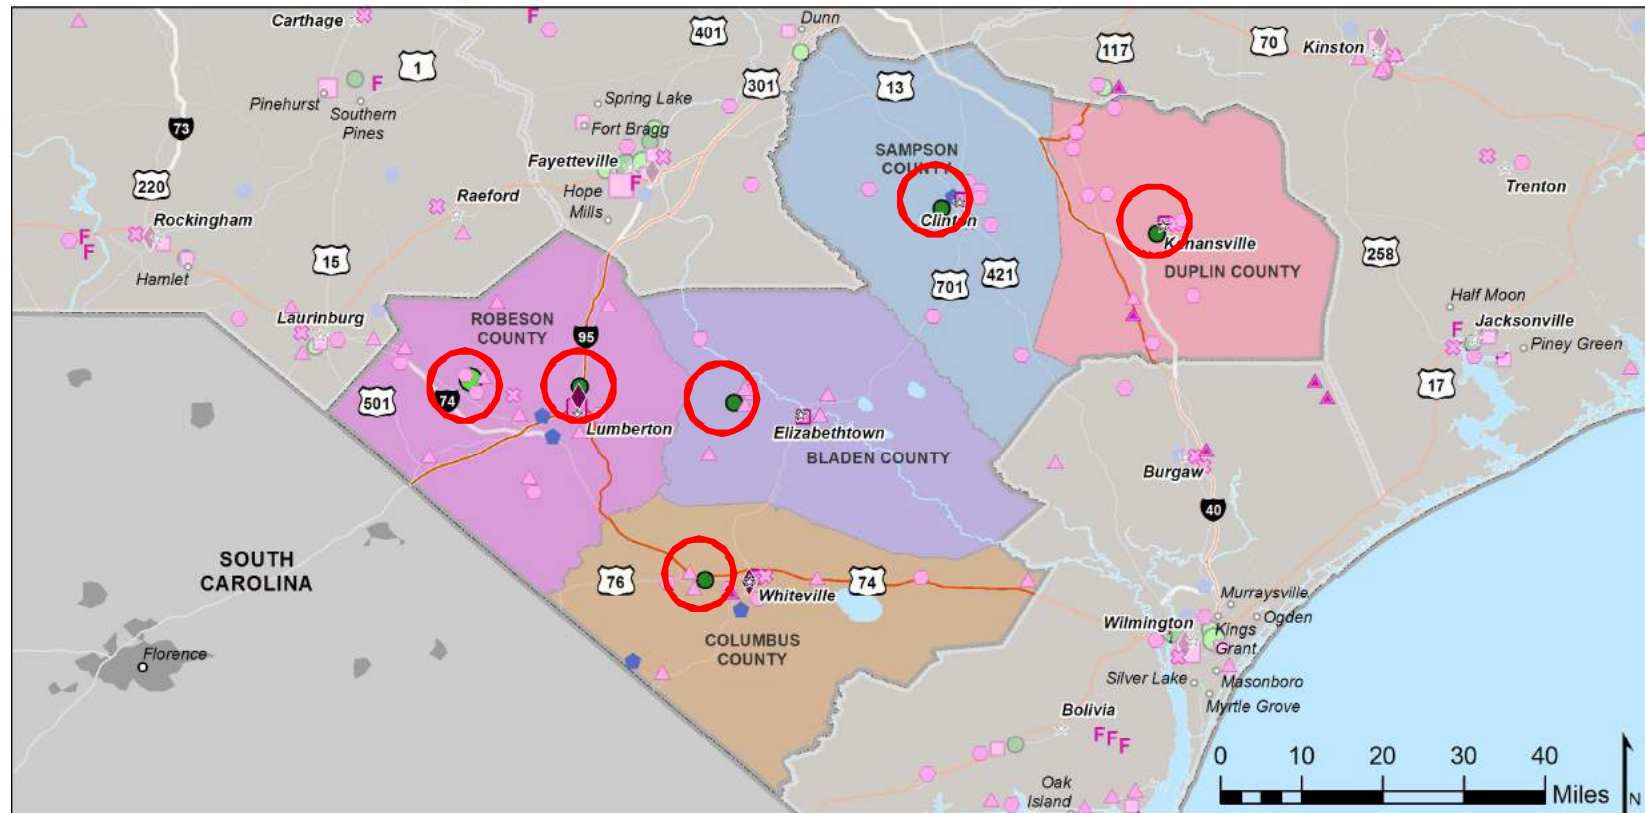 Carthage
F
401
Dunn
117
70
Kinston
1
301
13
F
Pinehurst
Southern
Pines
Spring Lake
Fort Bragg
73
220
Fayetteville
F
SAMPSON
COUNTY
Trenton
Raeford
Hope
Mills
Rockingham
F
F
Clinton
Kenansville
258
15
Hamlet
421
701
DUPLIN COUNTY
Half Moon
Laurinburg
ROBESON
COUNTY
95
F
Jacksonville
Piney Green
501
74
17
Lumberton
Elizabethtown
BLADEN COUNTY
Burgaw
40
SOUTH
CAROLINA
76
74
Whiteville
Murraysville
Wilmington
Ogden
Kings
Grant
COLUMBUS
COUNTY
Florence
Silver Lake
Masonboro
Myrtle Grove
Bolivia
F
F
F
0 10 20 30 40
Miles
N
Oak
Island